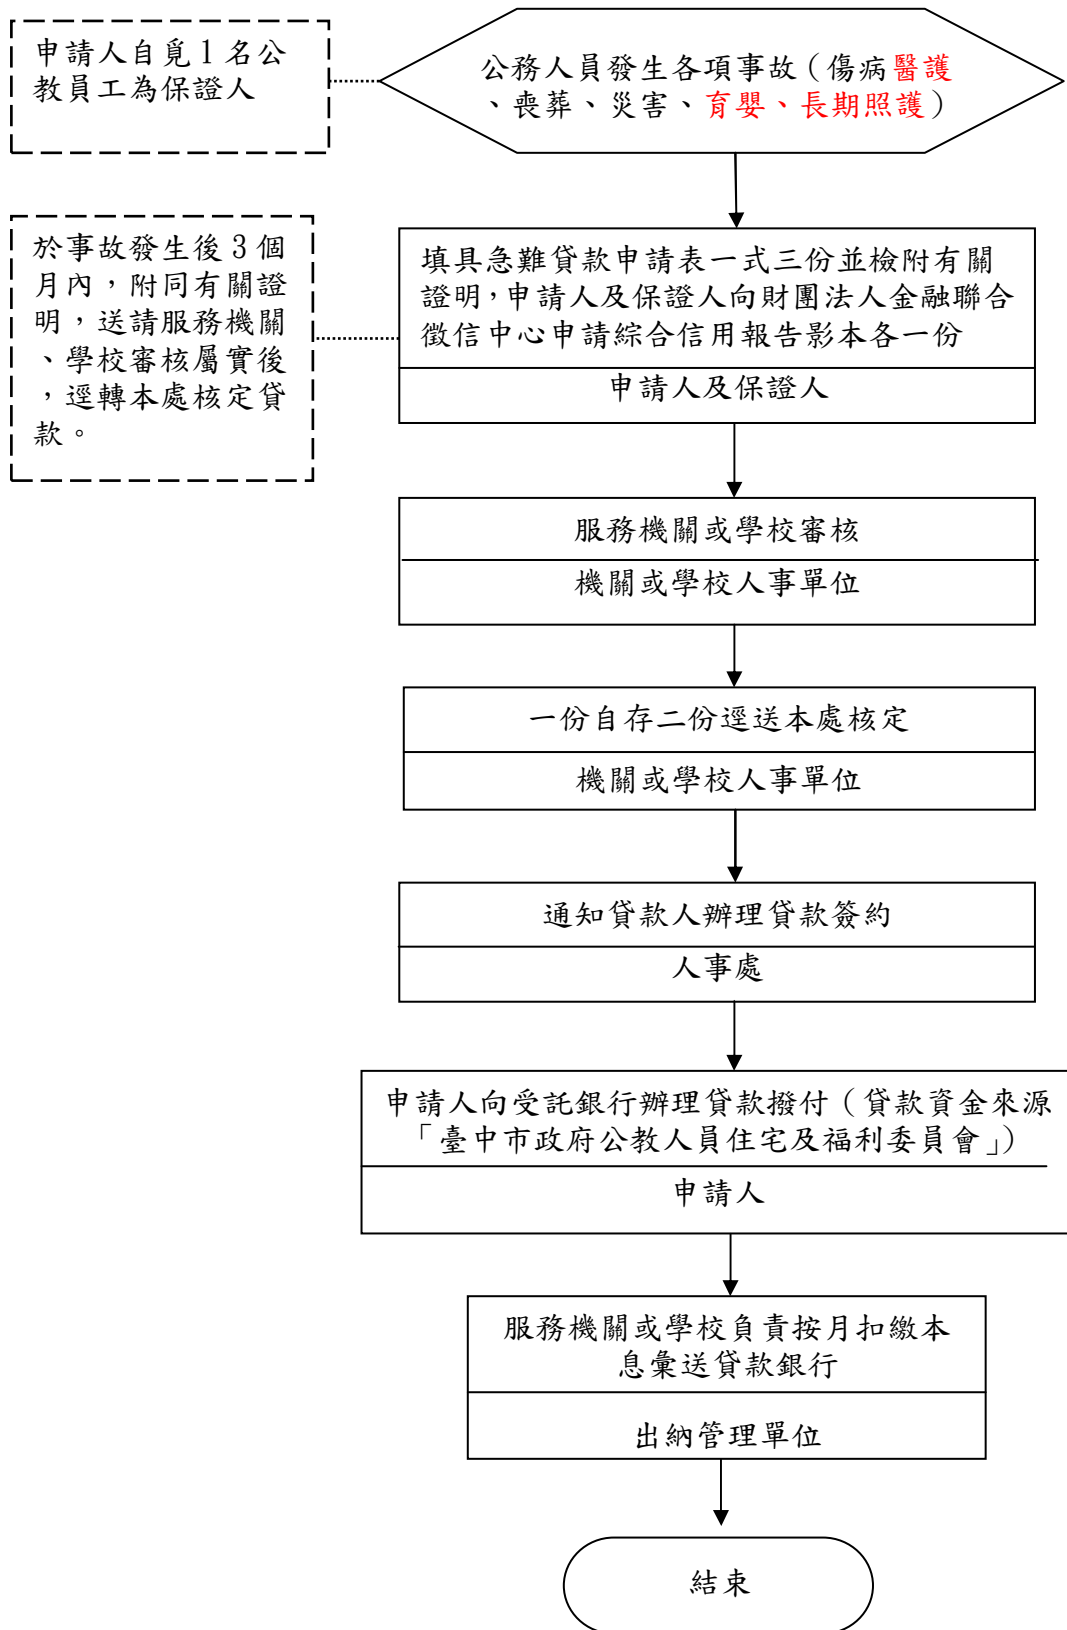 申請人自覓1名公
教員工為保證人
公務人員發生各項事故（傷病醫護
、喪葬、災害、育嬰、長期照護）
於事故發生後3個
月內，附同有關證
明，送請服務機關
、學校審核屬實後
，逕轉本處核定貸
款。
填具急難貸款申請表一式三份並檢附有關
證明，申請人及保證人向財團法人金融聯合
徵信中心申請綜合信用報告影本各一份
申請人及保證人
服務機關或學校審核
機關或學校人事單位
一份自存二份逕送本處核定
機關或學校人事單位
通知貸款人辦理貸款簽約
人事處
申請人向受託銀行辦理貸款撥付（貸款資金來源
「臺中市政府公教人員住宅及福利委員會」）
申請人
服務機關或學校負責按月扣繳本
息彙送貸款銀行
出納管理單位
結束